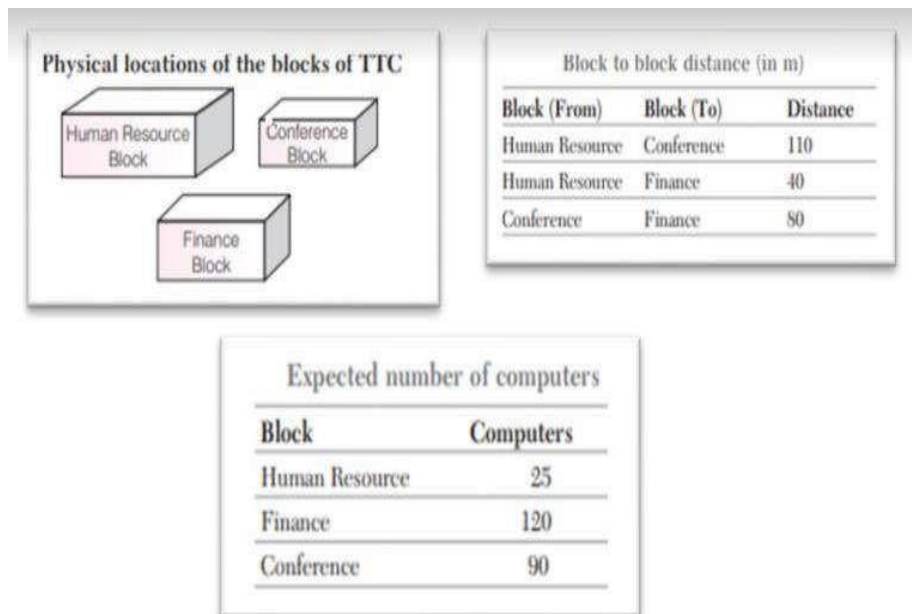 Physical locations of the blocks of TTC
Human Resource
Block
Conference
Block
Finance
Block
Block to block distance (in m)
Block (From) Block (To) Distance
Human Resource Conference 110
Human Resource Finance 40
Conference Finance 80
Expected number of computers
Block Computers
Human Resource 25
Finance 120
Conference 90